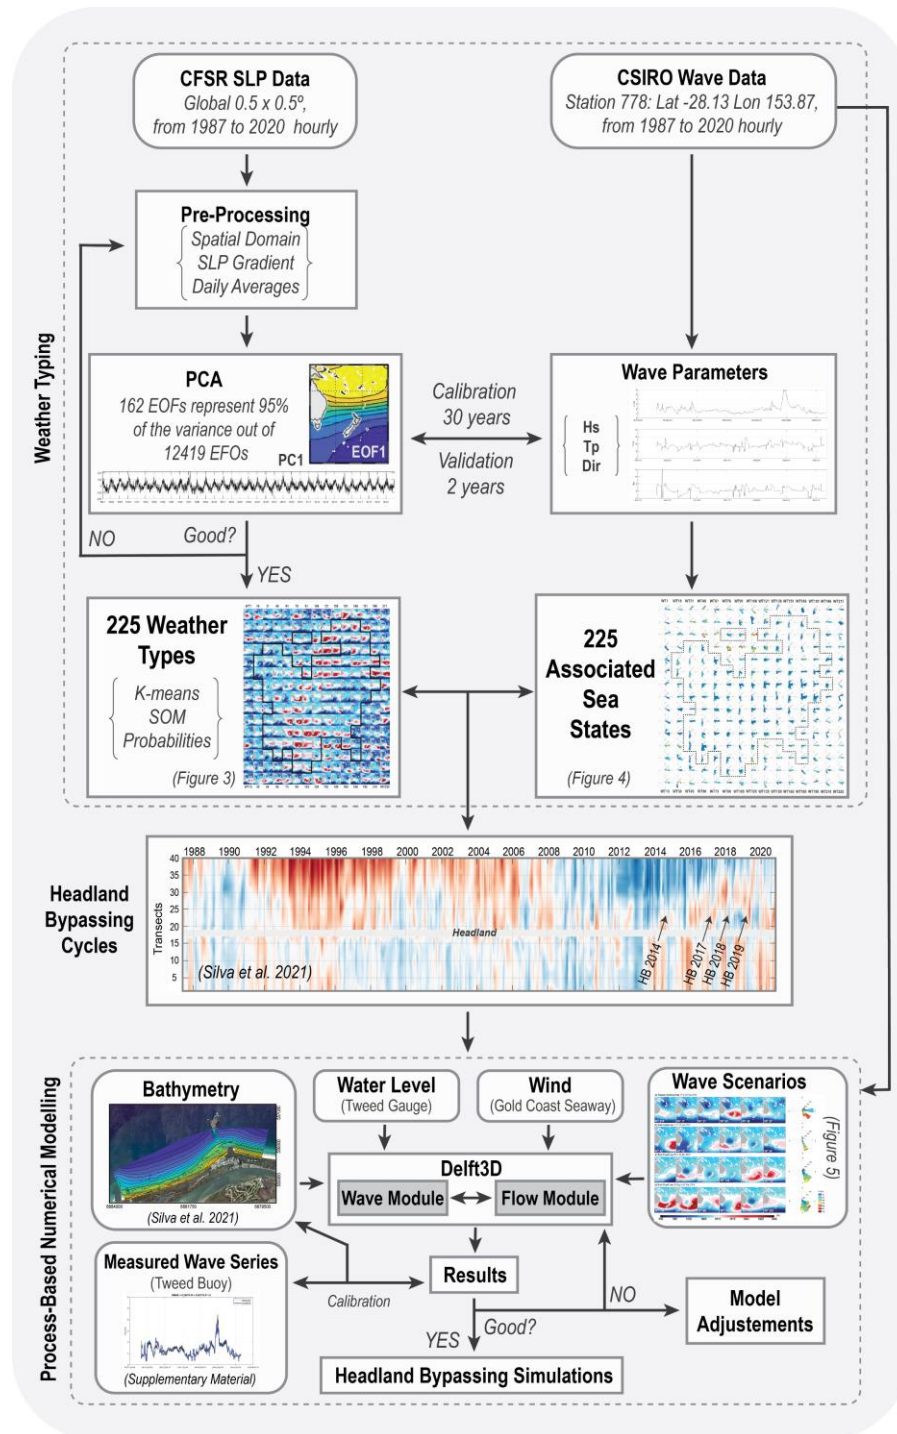 CFSR SLP Data
Global 0.5 x 0.5º,
from 1987 to 2020 hourly
CSIRO Wave Data
Station 778: Lat -28.13 Lon 153.87,
from 1987 to 2020 hourly
Pre-Processing
Spatial Domain
SLP Gradient
Daily Averages
Weather Typing
PCA
162 EOFs represent 95%
of the variance out of
12419 EFOs
PC1
EOF1
Calibration
30 years
Validation
2 years
Wave Parameters
Hs
Tp
Dir
NO
Good?
YES
225 Weather
Types
K-means
SOM
Probabilities
(Figure 3)
225
Associated
Sea
States
(Figure 4)
Headland
Bypassing
Cycles
1988 1990 1992 1994 1996 2000 2002 2004 2006 2008 2010 2012 2014 2016 2018 2020
Transects
40
35
30
25
20
15
10
5
Headland
(Silva et al. 2021)
HB 2014
HB 2017
HB 2018
HB 2019
Process-Based Numerical Modelling
Bathymetry
(Silva et al. 2021)
Water Level
(Tweed Gauge)
Wind
(Gold Coast Seaway)
Wave Scenarios
(Figure 5)
Delft3D
Wave Module
Flow Module
Measured Wave Series
(Tweed Buoy)
(Supplementary Material)
Calibration
Results
NO
Good?
YES
Model
Adjustements
Headland Bypassing Simulations